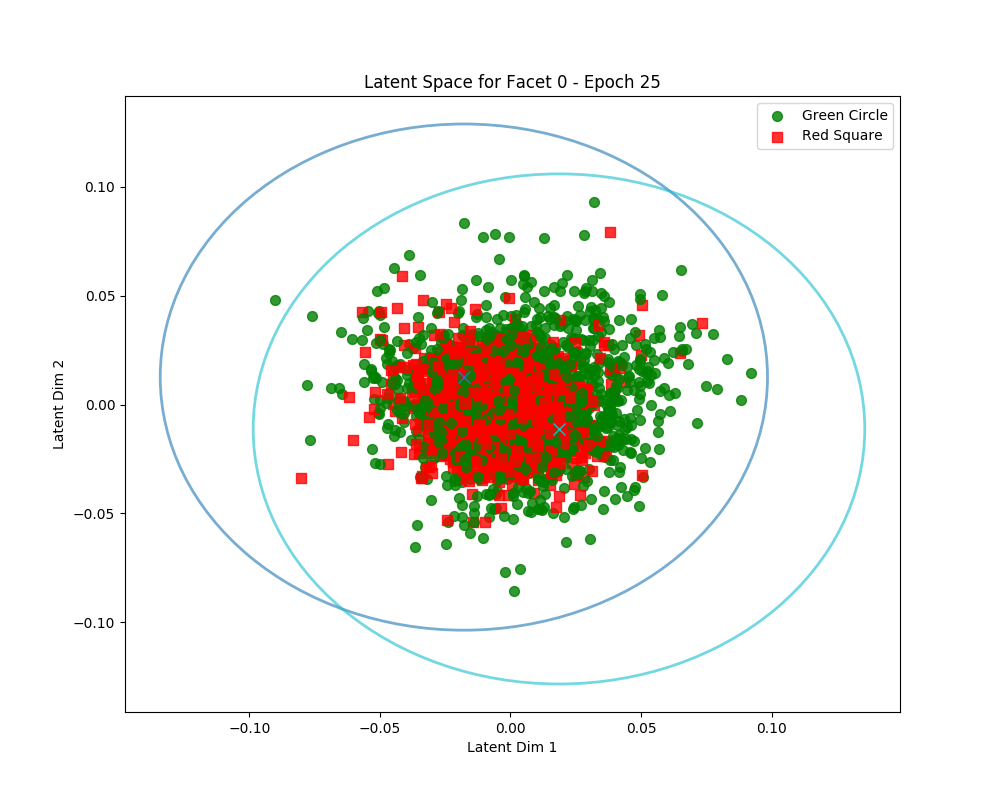 Latent Space for Facet 0 - Epoch 25
Green Circle
Red Square
0.10
0.05
0.00
−0.05
−0.10
Latent Dim 2
−0.10
−0.05
0.00
0.05
0.10
Latent Dim 1